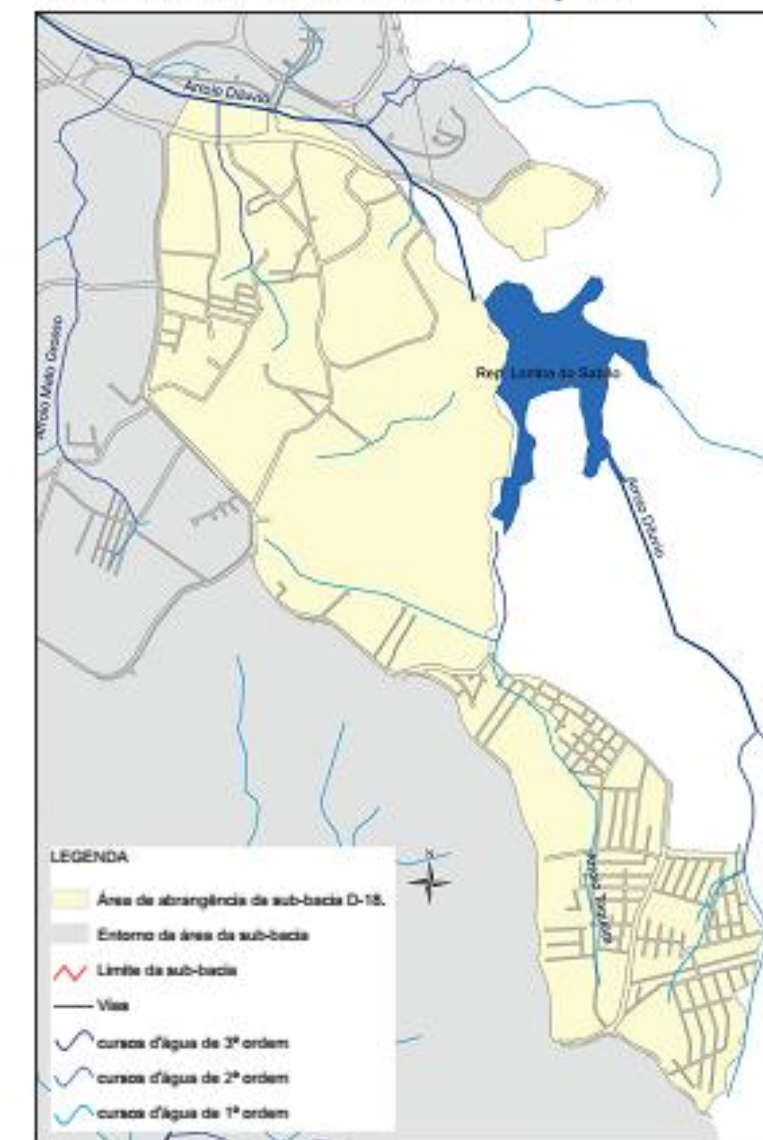 Arroio Dilúvio
Arroio Mato Grosso
Rep. Lomba do Sabão
Arroio Dilúvio
Arroio
N
LEGENDA
Área de abrangência da sub-bacia D-18.
Entorno da área da sub-bacia
Limite da sub-bacia
Vias
cursos d'água de 3ª ordem
cursos d'água de 2ª ordem
cursos d'água de 1ª ordem